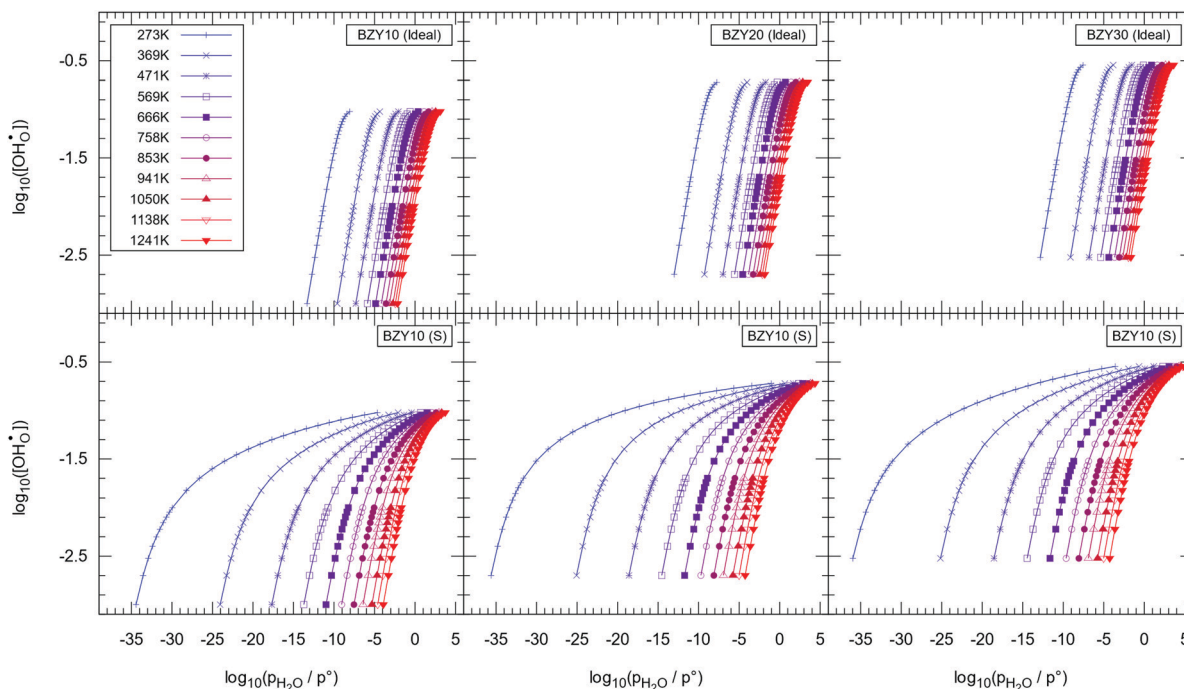 273K
369K
471K
569K
666K
758K
853K
941K
1050K
1138K
1241K
BZY10 (Ideal)
BZY20 (Ideal)
BZY30 (Ideal)
-0.5
-1.5
-2.5
log10([OH•O])
BZY10 (S)
BZY10 (S)
BZY10 (S)
-0.5
-1.5
-2.5
log10([OH•O])
-35 -30 -25 -20 -15 -10 -5 0 5
-35 -30 -25 -20 -15 -10 -5 0 5
-35 -30 -25 -20 -15 -10 -5 0 5
log10(pH2O / p°)
log10(pH2O / p°)
log10(pH2O / p°)